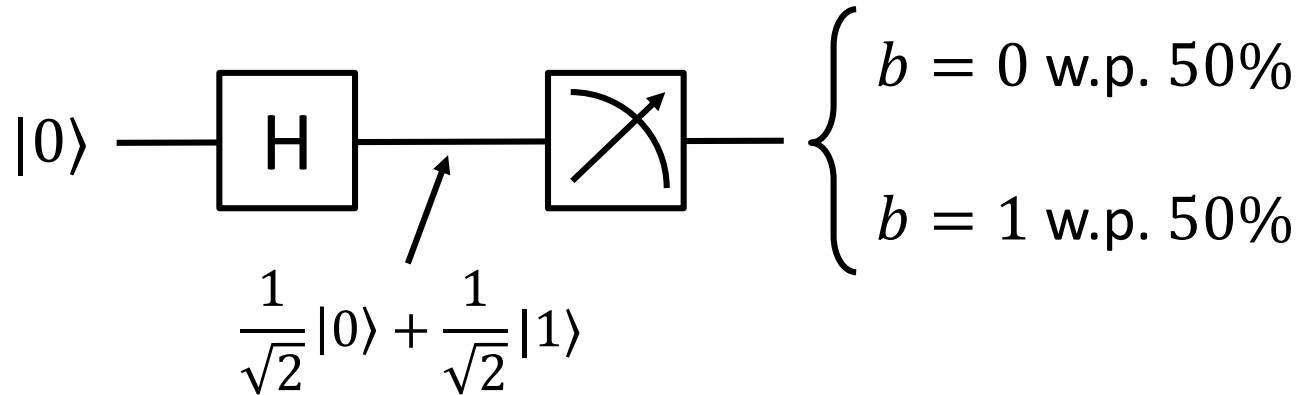 b = 0 w.p. 50%
|0⟩ H
b = 1 w.p. 50%
1/√2 |0⟩ + 1/√2 |1⟩